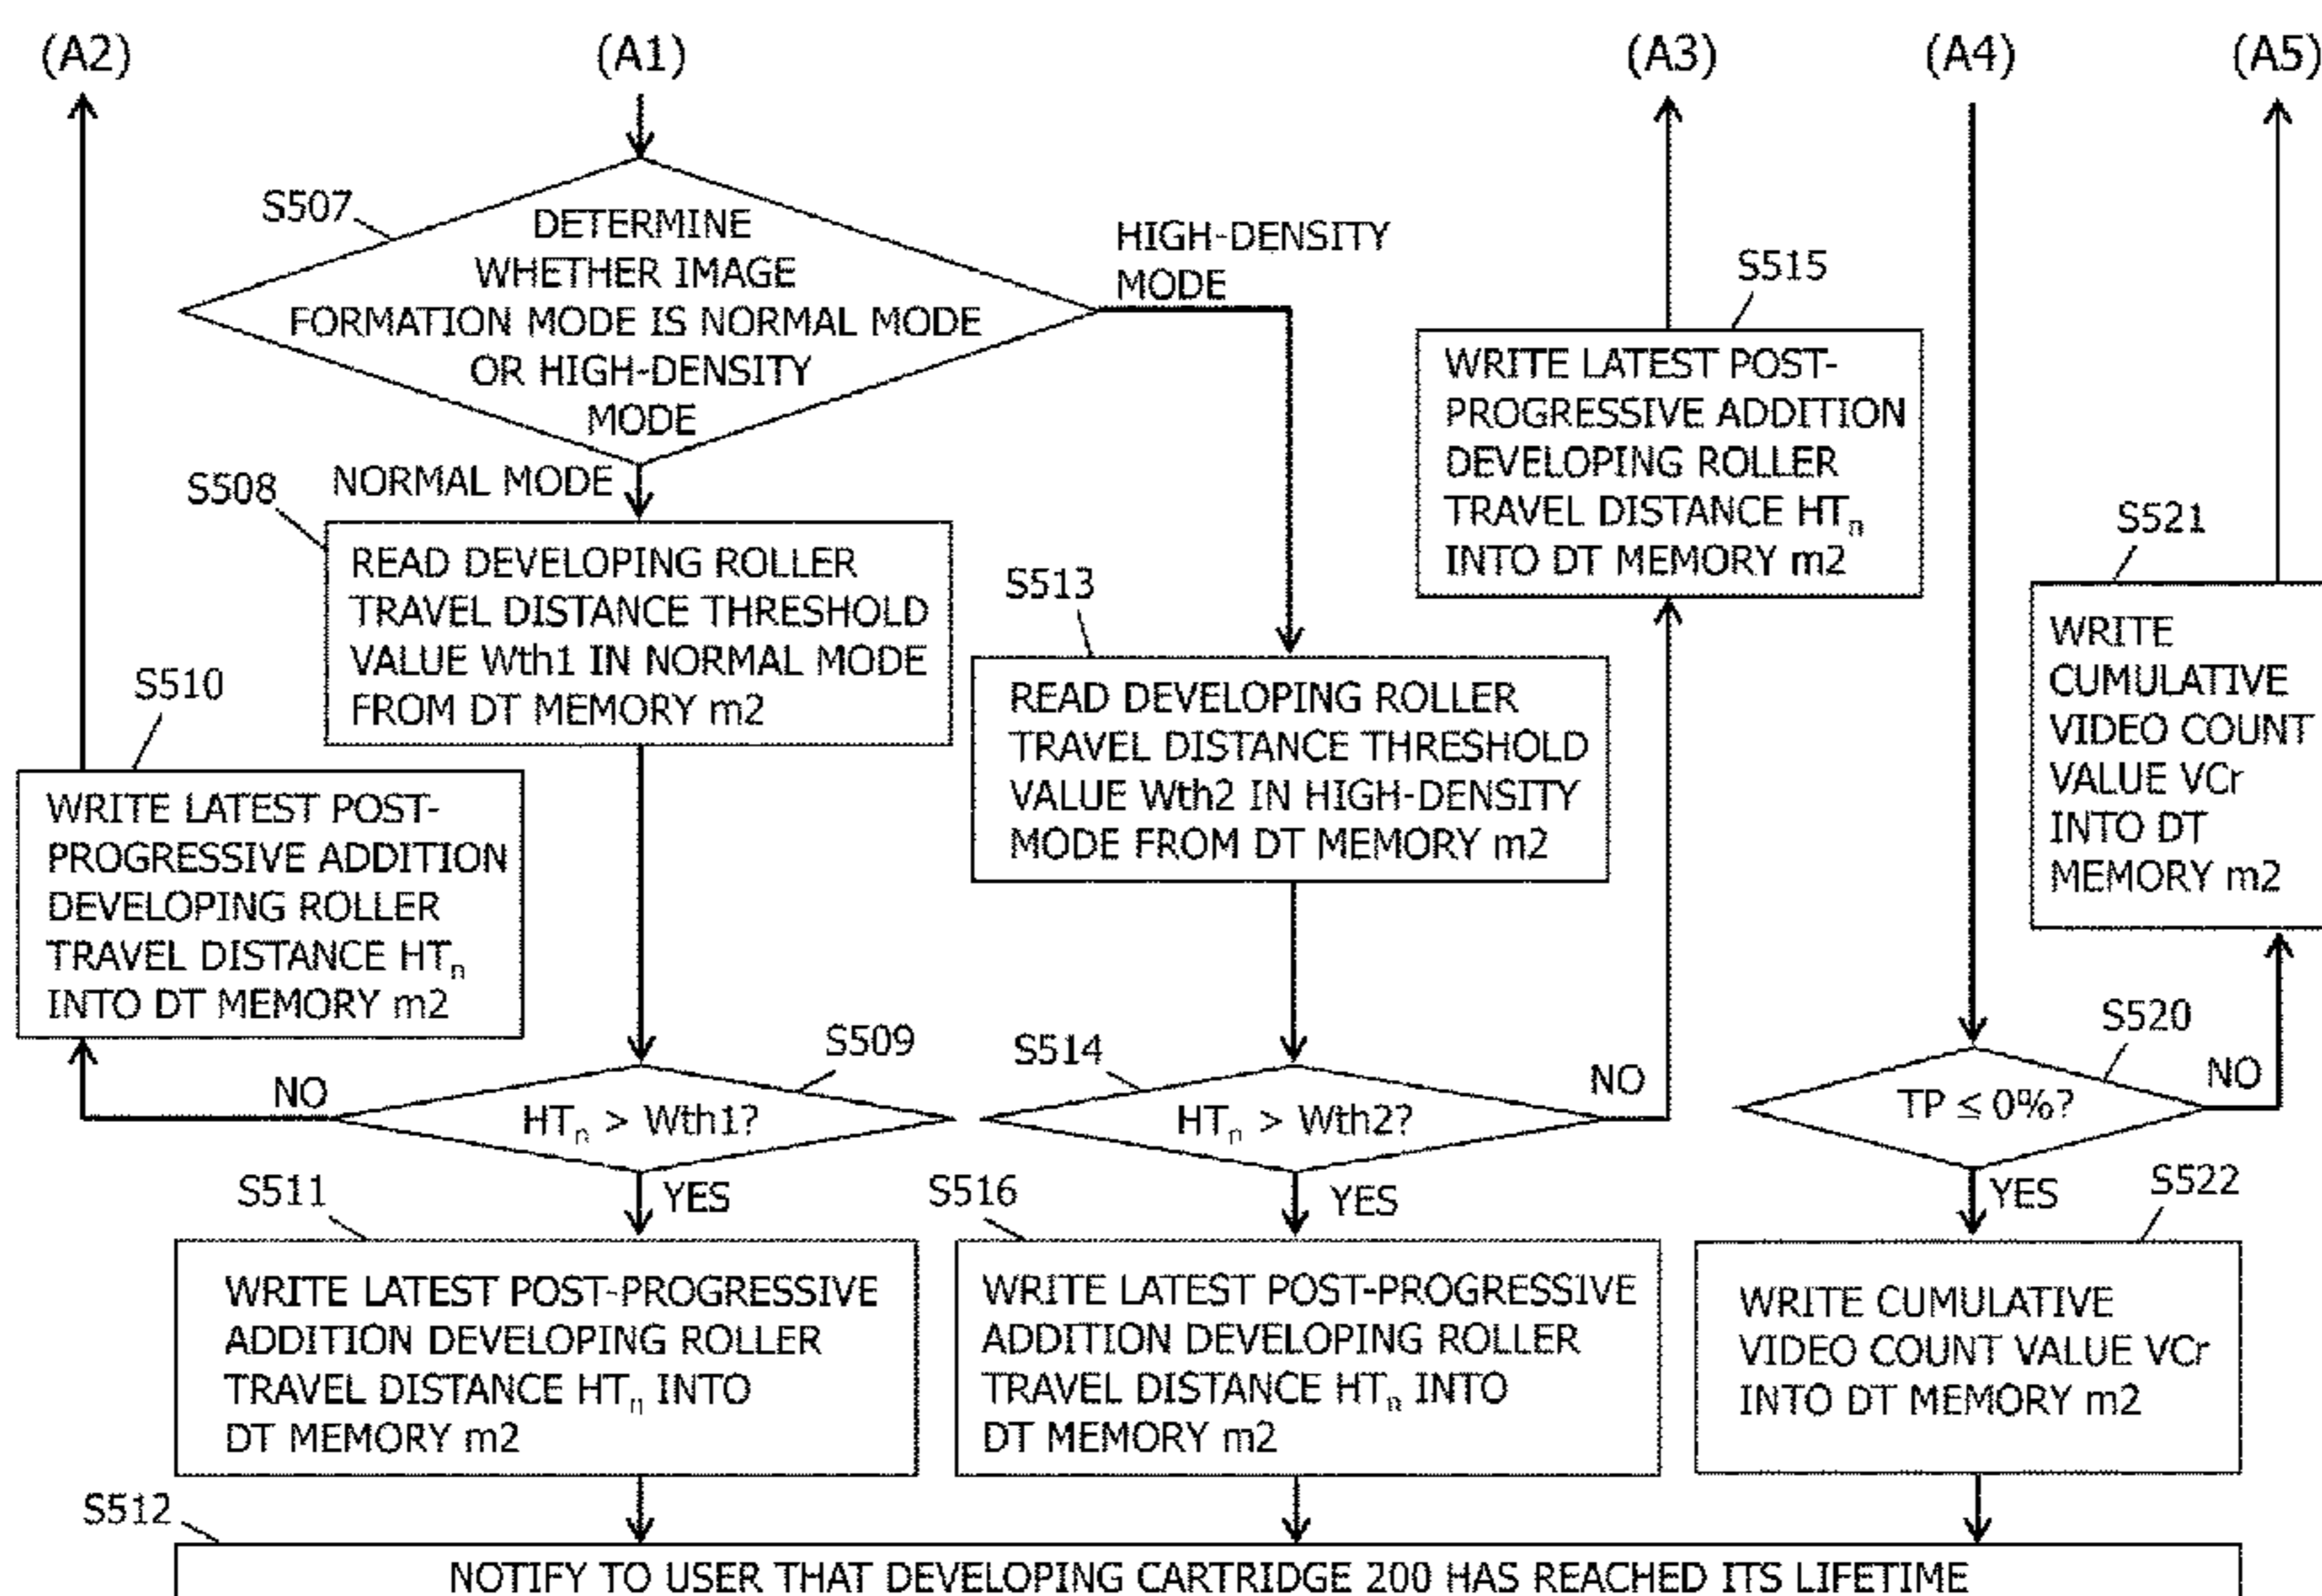 (A2)
(A1)
(A3)
(A4)
(A5)
S507
DETERMINE
WHETHER IMAGE
FORMATION MODE IS NORMAL MODE
OR HIGH-DENSITY
MODE
HIGH-DENSITY
MODE
NORMAL MODE
S508
READ DEVELOPING ROLLER
TRAVEL DISTANCE THRESHOLD
VALUE Wth1 IN NORMAL MODE
FROM DT MEMORY m2
S510
WRITE LATEST POST-
PROGRESSIVE ADDITION
DEVELOPING ROLLER
TRAVEL DISTANCE HTn
INTO DT MEMORY m2
S509
NO
HTn > Wth1?
YES
S511
WRITE LATEST POST-PROGRESSIVE
ADDITION DEVELOPING ROLLER
TRAVEL DISTANCE HTn INTO
DT MEMORY m2
S513
READ DEVELOPING ROLLER
TRAVEL DISTANCE THRESHOLD
VALUE Wth2 IN HIGH-DENSITY
MODE FROM DT MEMORY m2
S514
HTn > Wth2?
NO
YES
S515
WRITE LATEST POST-
PROGRESSIVE ADDITION
DEVELOPING ROLLER
TRAVEL DISTANCE HTn
INTO DT MEMORY m2
S516
WRITE LATEST POST-PROGRESSIVE
ADDITION DEVELOPING ROLLER
TRAVEL DISTANCE HTn INTO
DT MEMORY m2
S521
WRITE
CUMULATIVE
VIDEO COUNT
VALUE VCr
INTO DT
MEMORY m2
S520
TP ≤ 0%?
NO
YES
S522
WRITE CUMULATIVE
VIDEO COUNT VALUE VCr
INTO DT MEMORY m2
S512
NOTIFY TO USER THAT DEVELOPING CARTRIDGE 200 HAS REACHED ITS LIFETIME